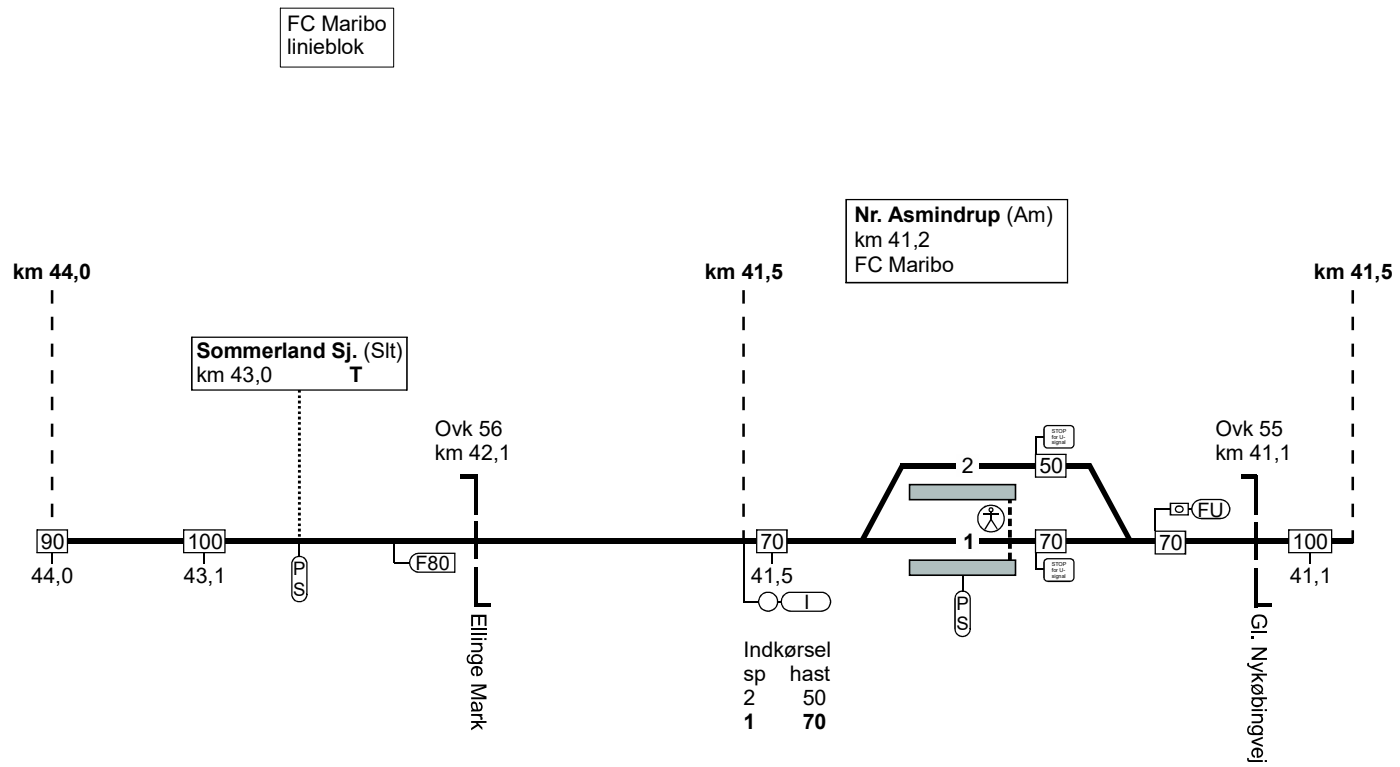 FC Maribo
linieblok
Nr. Asmindrup (Am)
km 41,2
FC Maribo
km 44,0
km 41,5
km 41,5
Sommerland Sj. (Slt)
km 43,0 T
Ovk 56
km 42,1
Ovk 55
km 41,1
STOP
for U-
signal
2
50
FU
90
100
F80
70
1
70
70
100
44,0
43,1
P
S
41,5
STOP
for U-
signal
41,1
I
P
S
Ellinge Mark
Gl. Nykøbingvej
Indkørsel
sp hast
2 50
1 70